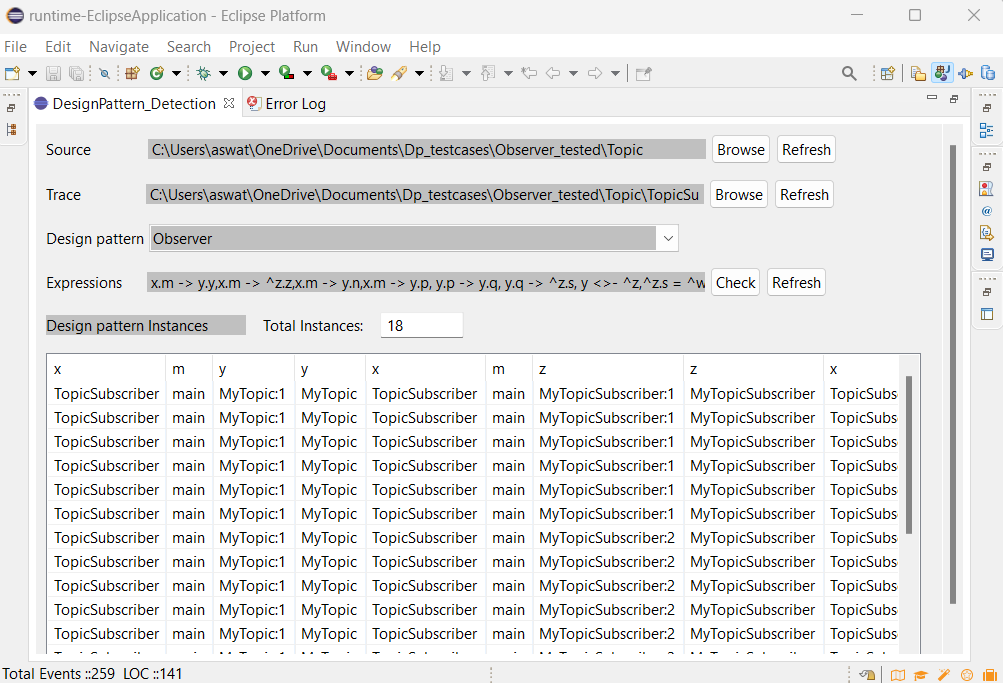 runtime-EclipseApplication - Eclipse Platform
File Edit Navigate Search Project Run Window Help
DesignPattern_Detection Error Log
Source C:\Users\aswat\OneDrive\Documents\Dp_testcases\Observer_tested\Topic Browse Refresh
Trace C:\Users\aswat\OneDrive\Documents\Dp_testcases\Observer_tested\Topic\TopicSu Browse Refresh
Design pattern Observer
Expressions x.m -> y.y,x.m -> ^z.z,x.m -> y.n,x.m -> y.p, y.p -> y.q, y.q -> ^z.s, y <>- ^z,^z.s = ^w Check Refresh
Design pattern Instances Total Instances: 18
x m y y x m z z x
TopicSubscriber main MyTopic:1 MyTopic TopicSubscriber main MyTopicSubscriber:1 MyTopicSubscriber TopicSubs
TopicSubscriber main MyTopic:1 MyTopic TopicSubscriber main MyTopicSubscriber:1 MyTopicSubscriber TopicSubs
TopicSubscriber main MyTopic:1 MyTopic TopicSubscriber main MyTopicSubscriber:1 MyTopicSubscriber TopicSubs
TopicSubscriber main MyTopic:1 MyTopic TopicSubscriber main MyTopicSubscriber:1 MyTopicSubscriber TopicSubs
TopicSubscriber main MyTopic:1 MyTopic TopicSubscriber main MyTopicSubscriber:1 MyTopicSubscriber TopicSubs
TopicSubscriber main MyTopic:1 MyTopic TopicSubscriber main MyTopicSubscriber:1 MyTopicSubscriber TopicSubs
TopicSubscriber main MyTopic:1 MyTopic TopicSubscriber main MyTopicSubscriber:2 MyTopicSubscriber TopicSubs
TopicSubscriber main MyTopic:1 MyTopic TopicSubscriber main MyTopicSubscriber:2 MyTopicSubscriber TopicSubs
TopicSubscriber main MyTopic:1 MyTopic TopicSubscriber main MyTopicSubscriber:2 MyTopicSubscriber TopicSubs
TopicSubscriber main MyTopic:1 MyTopic TopicSubscriber main MyTopicSubscriber:2 MyTopicSubscriber TopicSubs
TopicSubscriber main MyTopic:1 MyTopic TopicSubscriber main MyTopicSubscriber:2 MyTopicSubscriber TopicSubs
Total Events ::259 LOC ::141